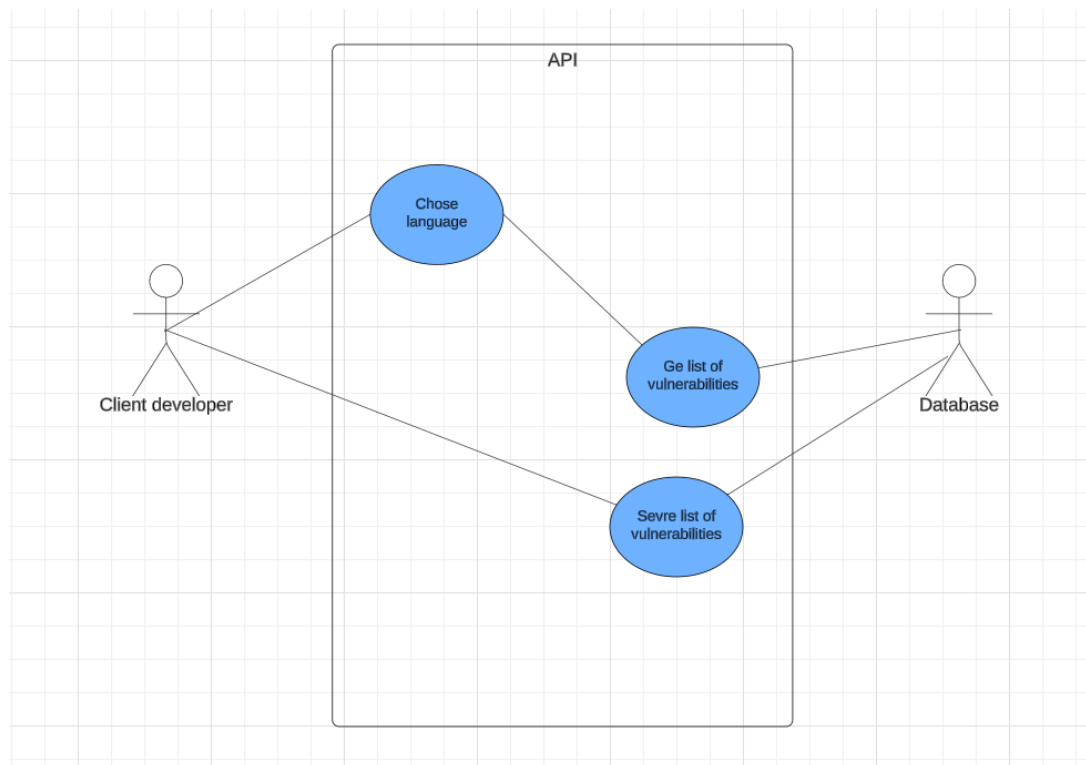 API
Chose
language
Ge list of
vulnerabilities
Client developer
Database
Sevre list of
vulnerabilities